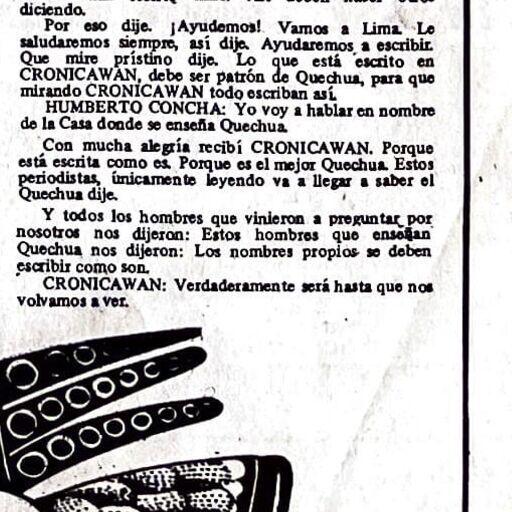 diciendo.
Por eso dije. ¡Ayudemos! Vamos a Lima. Le
saludaremos siempre, así dije. Ayudaremos a escribir.
Que mire prístino dije. Lo que está escrito en
CRONICAWAN, debe ser patrón de Quechua, para que
mirando CRONICAWAN todo escriban así.
HUMBERTO CONCHA: Yo voy a hablar en nombre
de la Casa donde se enseña Quechua.
Con mucha alegría recibí CRONICAWAN. Porque
está escrita como es. Porque es el mejor Quechua. Estos
periodistas, únicamente leyendo va a llegar a saber el
Quechua dije.
Y todos los hombres que vinieron a preguntar por
nosotros nos dijeron: Estos hombres que enseñan
Quechua nos dijeron: Los nombres propios se deben
escribir como son.
CRONICAWAN: Verdaderamente será hasta que nos
volvamos a ver.